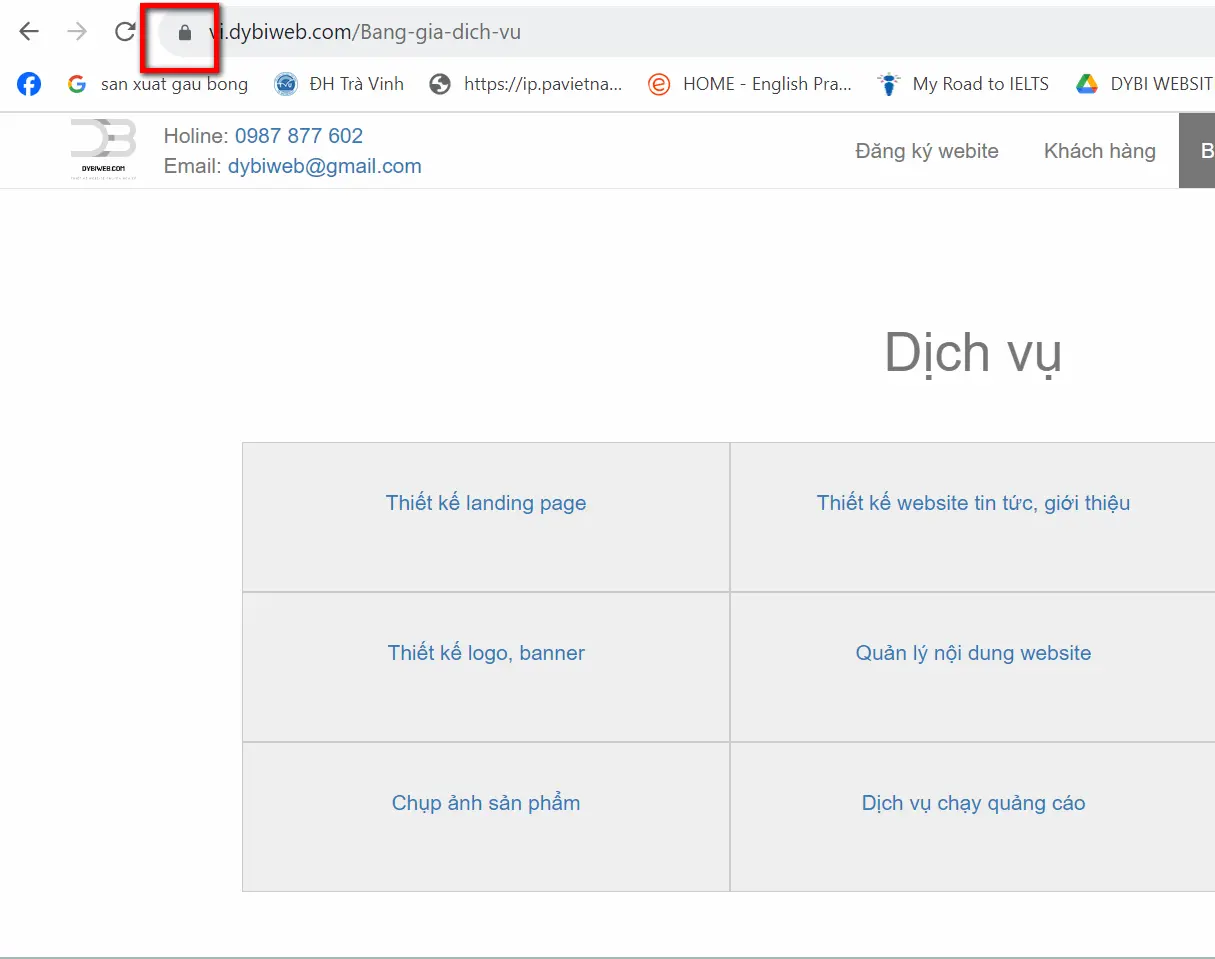 vi.dybiweb.com/Bang-gia-dich-vu
san xuat gau bong ĐH Trà Vinh https://ip.pavietna... HOME - English Pra... My Road to IELTS DYBI WEBSIT
Holine: 0987 877 602
Email: dybiweb@gmail.com
DYBIWEB.COM
Đăng ký webite Khách hàng B
Dịch vụ
Thiết kế landing page Thiết kế website tin tức, giới thiệu
Thiết kế logo, banner Quản lý nội dung website
Chụp ảnh sản phẩm Dịch vụ chạy quảng cáo